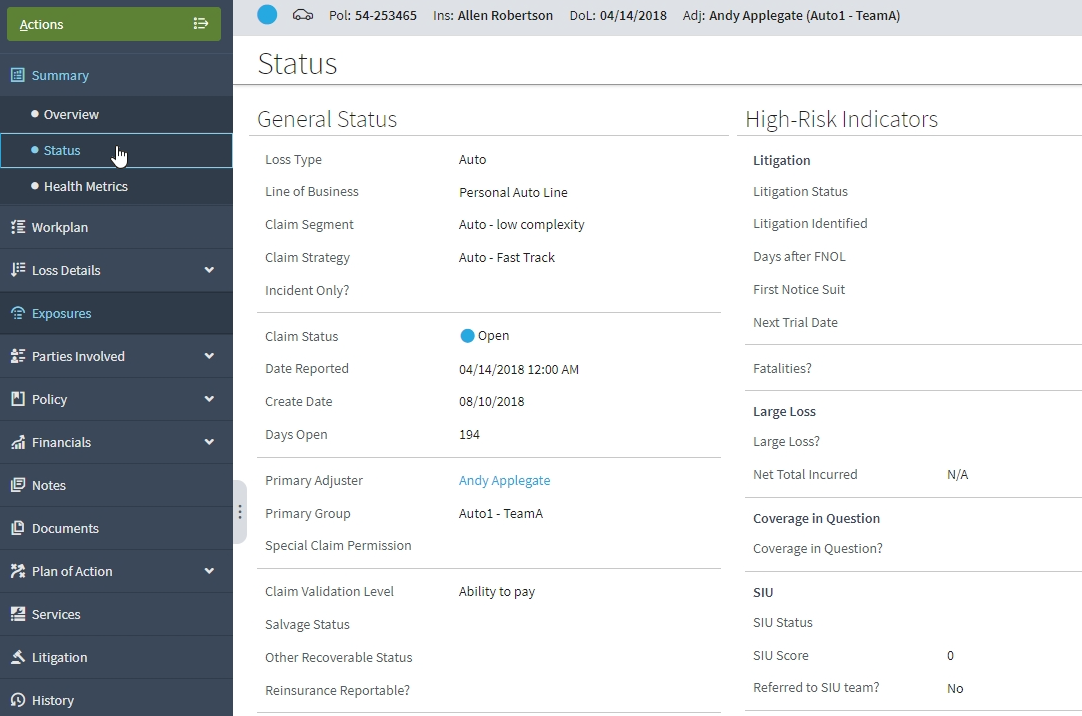 Actions
Summary
Overview
Status
Health Metrics
Workplan
Loss Details
Exposures
Parties Involved
Policy
Financials
Notes
Documents
Plan of Action
Services
Litigation
History
Pol: 54-253465 Ins: Allen Robertson DoL: 04/14/2018 Adj: Andy Applegate (Auto1 - TeamA)
Status
General Status
Loss Type Auto
Line of Business Personal Auto Line
Claim Segment Auto - low complexity
Claim Strategy Auto - Fast Track
Incident Only?
Claim Status Open
Date Reported 04/14/2018 12:00 AM
Create Date 08/10/2018
Days Open 194
Primary Adjuster Andy Applegate
Primary Group Auto1 - TeamA
Special Claim Permission
Claim Validation Level Ability to pay
Salvage Status
Other Recoverable Status
Reinsurance Reportable?
High-Risk Indicators
Litigation
Litigation Status
Litigation Identified
Days after FNOL
First Notice Suit
Next Trial Date
Fatalities?
Large Loss
Large Loss?
Net Total Incurred N/A
Coverage in Question
Coverage in Question?
SIU
SIU Status
SIU Score 0
Referred to SIU team? No